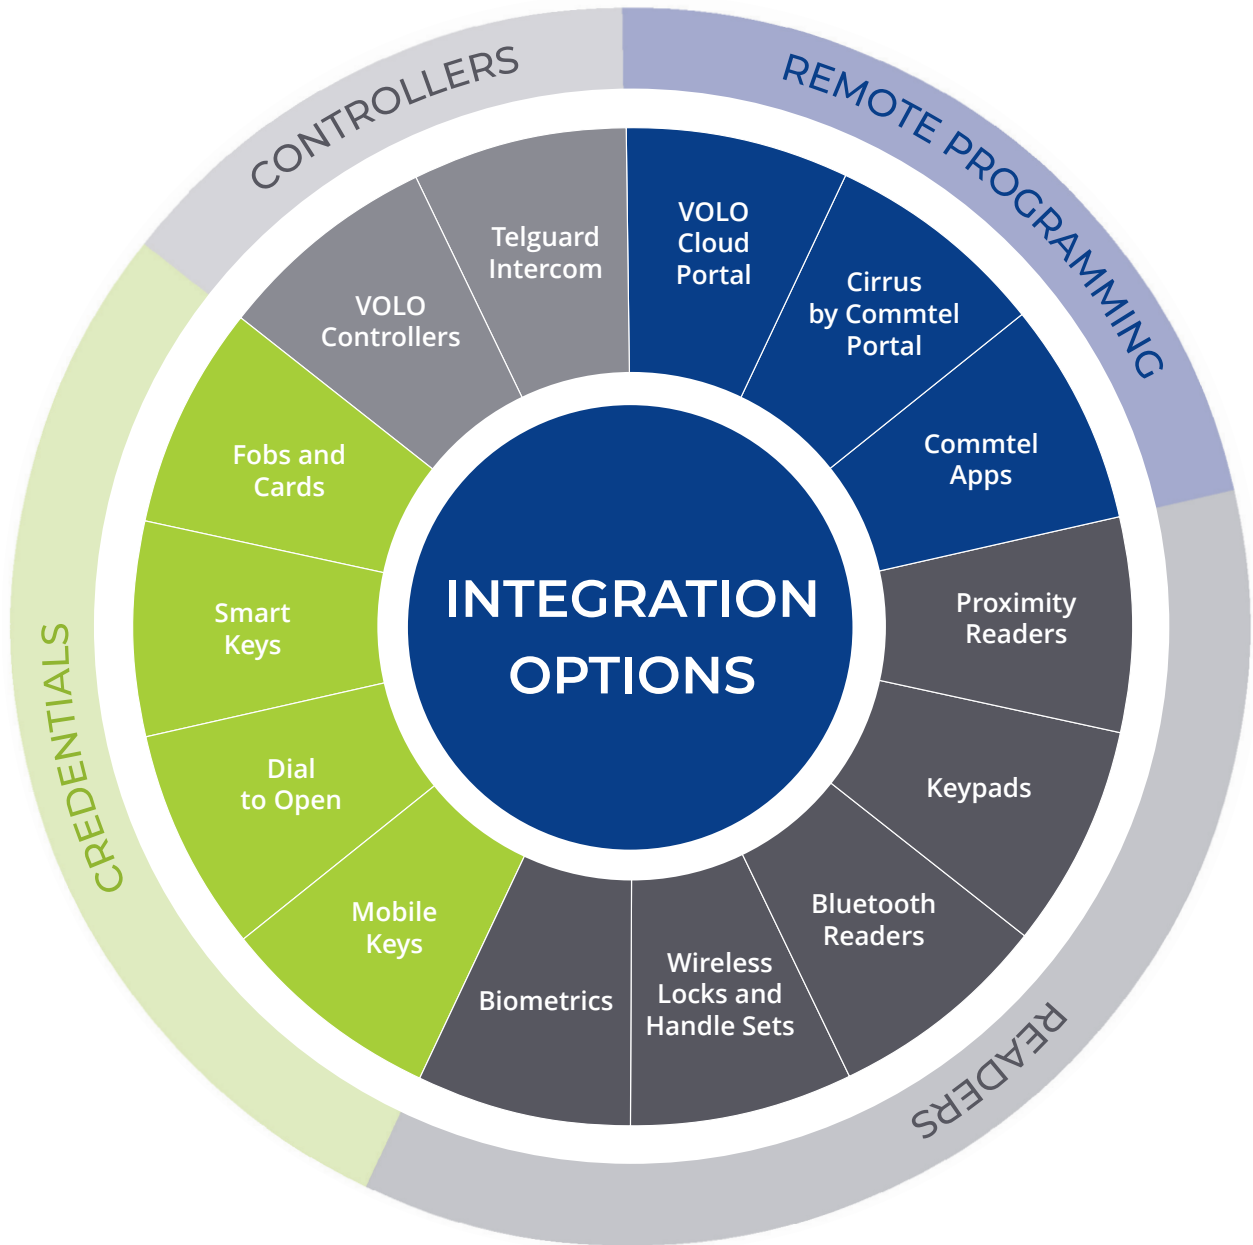 INTEGRATION
OPTIONS
REMOTE PROGRAMMING
VOLO
Cloud
Portal
Cirrus
by Commtel
Portal
Commtel
Apps
READERS
Proximity
Readers
Keypads
Bluetooth
Readers
Wireless
Locks and
Handle Sets
Biometrics
CREDENTIALS
Mobile
Keys
Dial
to Open
Smart
Keys
Fobs and
Cards
CONTROLLERS
VOLO
Controllers
Telguard
Intercom